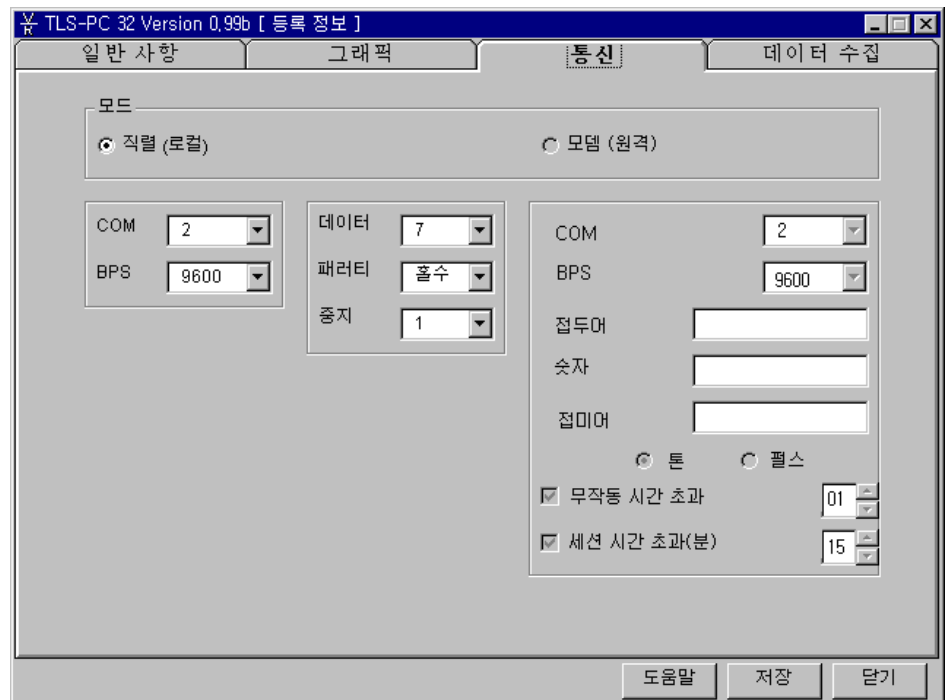 TLS-PC 32 Version 0,99b [ 등록 정보 ]
일반 사항 그래픽 통신 데이터 수집
모드
직렬 (로컬) 모뎀 (원격)
COM 2
BPS 9600
데이터 7
패러티 홀수
중지 1
COM 2
BPS 9600
접두어
숫자
접미어
톤 펄스
무작동 시간 초과 01
세션 시간 초과(분) 15
도움말 저장 닫기